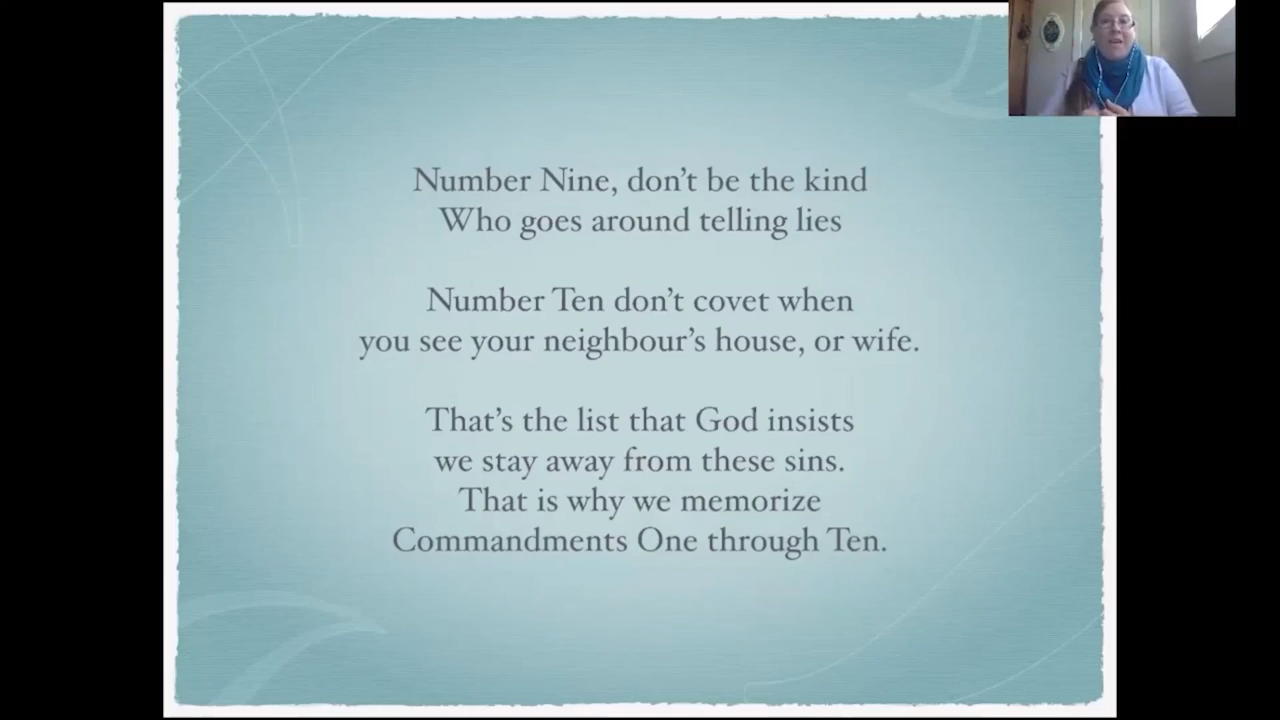 Number Nine, don’t be the kind
Who goes around telling lies
Number Ten don’t covet when
you see your neighbour’s house, or wife.
That’s the list that God insists
we stay away from these sins.
That is why we memorize
Commandments One through Ten.